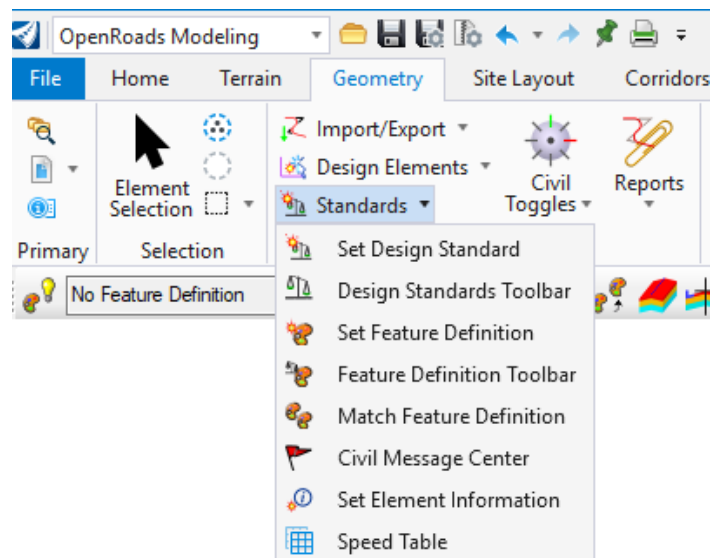 OpenRoads Modeling
File Home Terrain Geometry Site Layout Corridors
Import/Export
Design Elements
Standards
Element
Selection
Civil
Toggles
Reports
Primary Selection
No Feature Definition
Set Design Standard
Design Standards Toolbar
Set Feature Definition
Feature Definition Toolbar
Match Feature Definition
Civil Message Center
Set Element Information
Speed Table